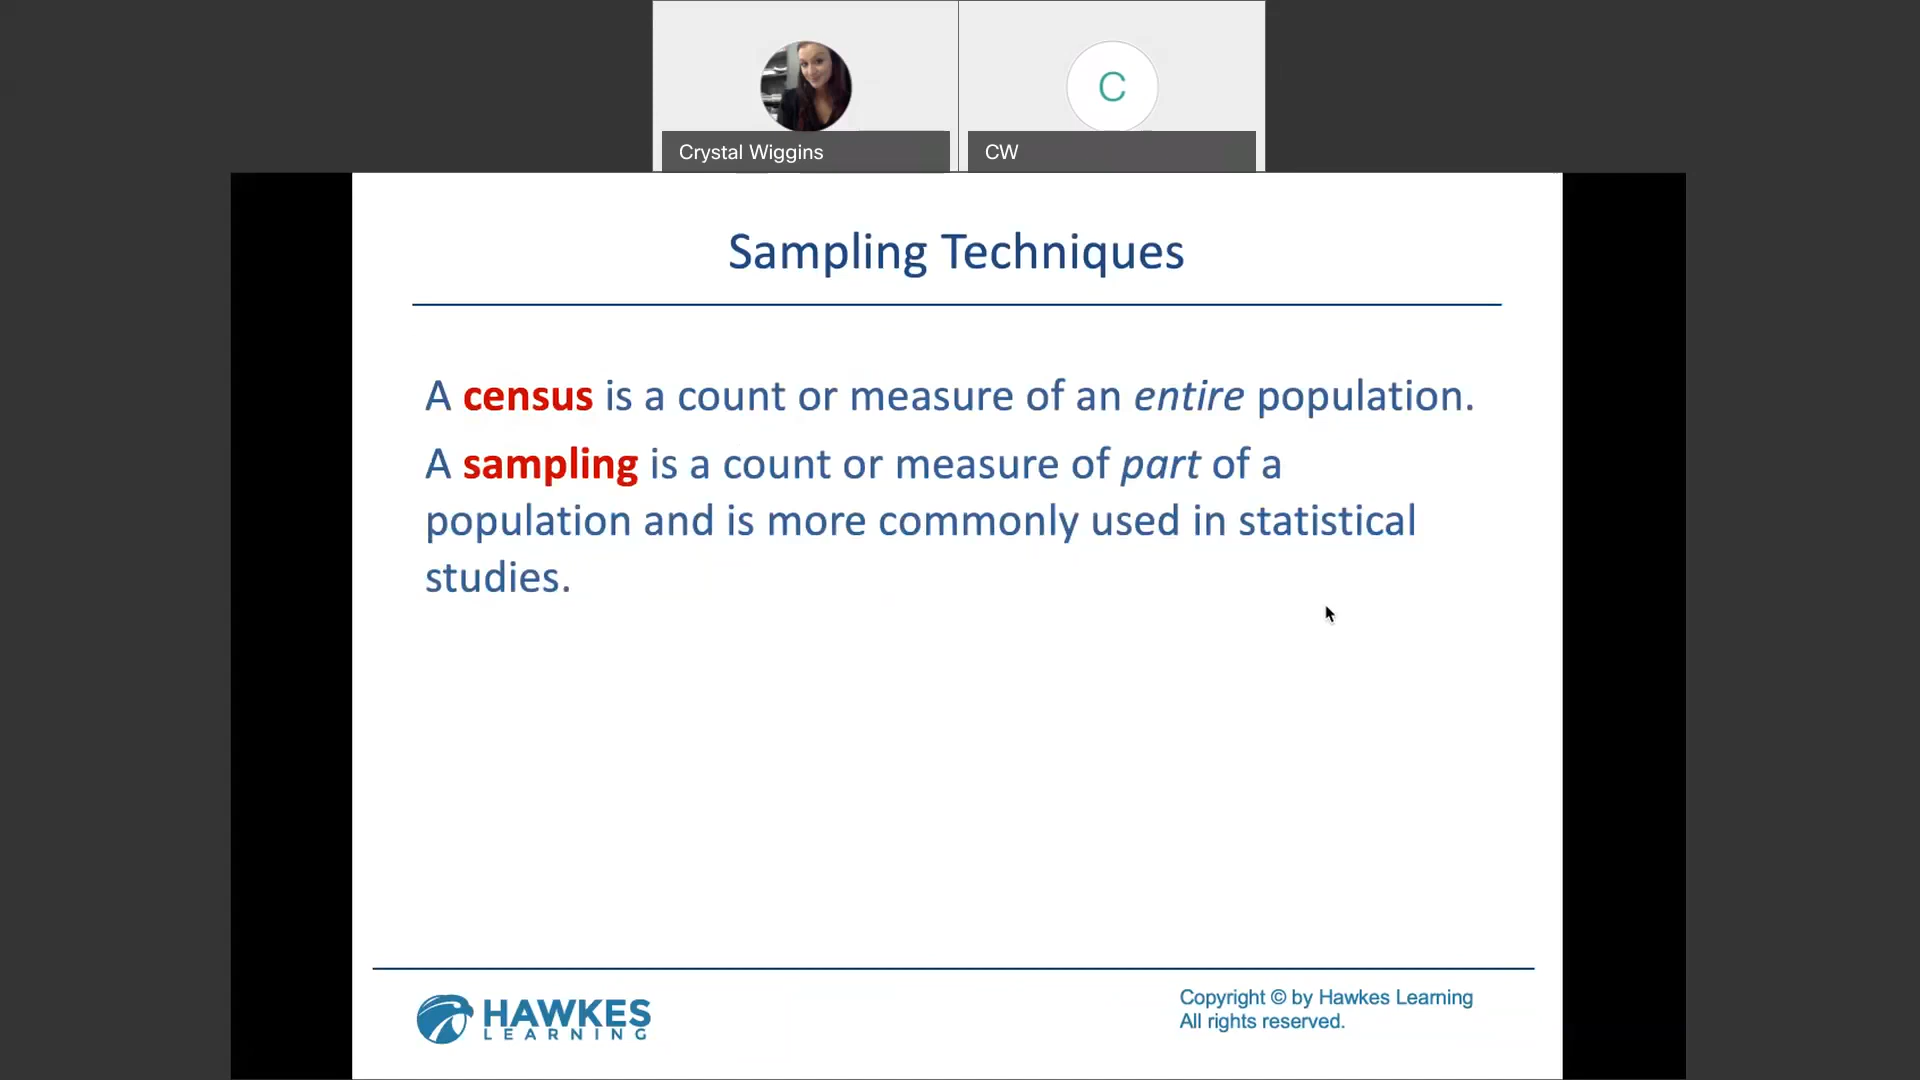 C
Crystal Wiggins
CW
Sampling Techniques
A census is a count or measure of an entire population.
A sampling is a count or measure of part of a
population and is more commonly used in statistical
studies.
HAWKES
LEARNING
Copyright © by Hawkes Learning
All rights reserved.